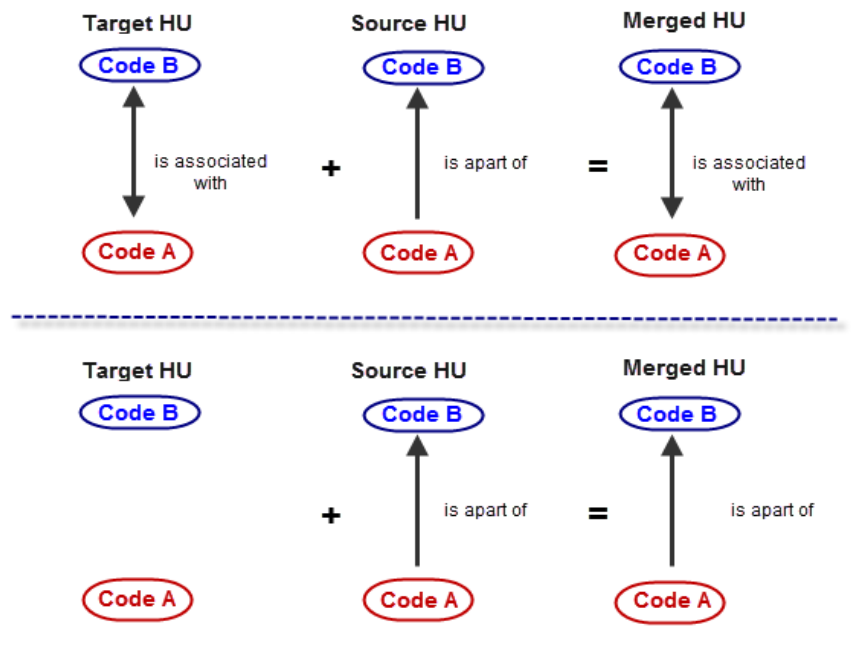 Target HU Source HU Merged HU
Code B Code B Code B
is associated with + is apart of = is associated with
Code A Code A Code A
Target HU Source HU Merged HU
Code B Code B Code B
+ is apart of = is apart of
Code A Code A Code A